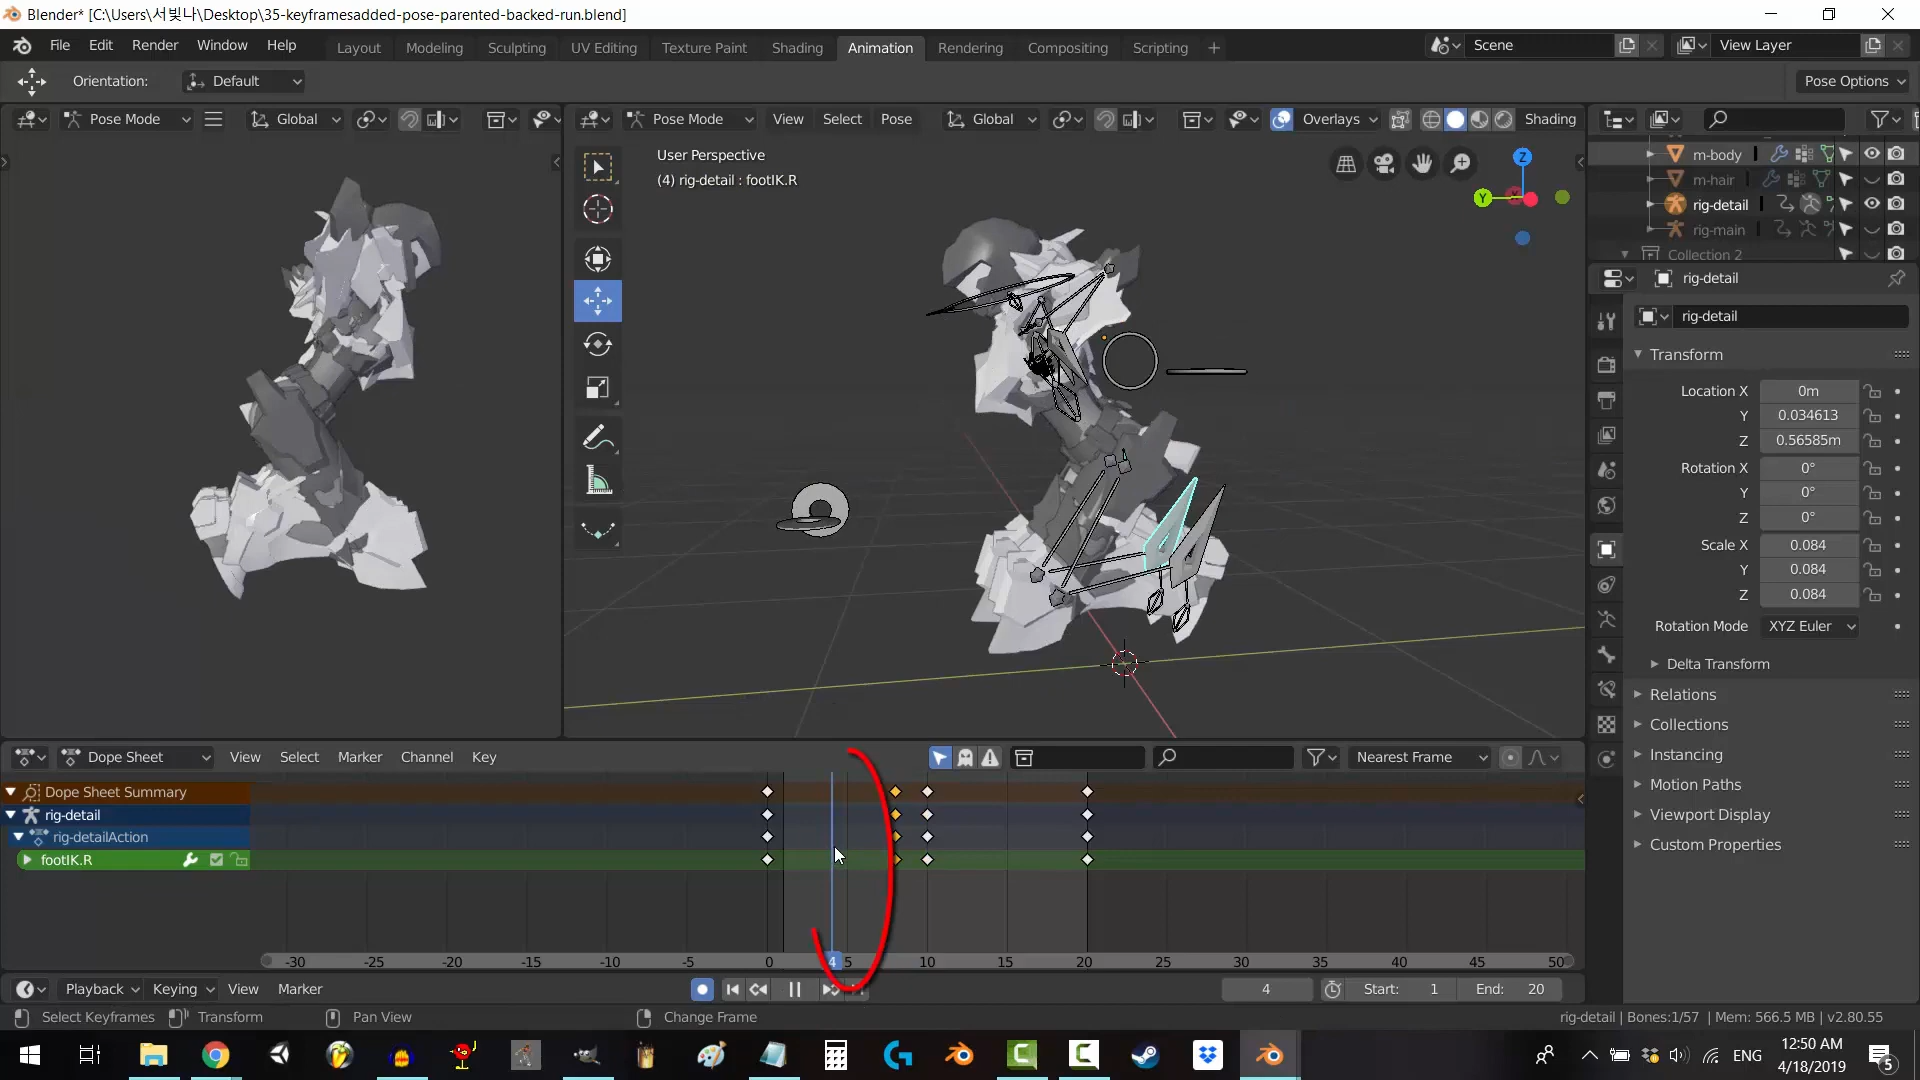 Blender* [C:\Users\서빛나\Desktop\35-keyframesadded-pose-parented-backed-run.blend]
File Edit Render Window Help Layout Modeling Sculpting UV Editing Texture Paint Shading Animation Rendering Compositing Scripting + Scene View Layer
Orientation: Default Pose Options
Pose Mode Global Pose Mode View Select Pose Global Overlays Shading
User Perspective
(4) rig-detail : footIK.R
Z
Y
X
m-body
m-hair
rig-detail
rig-main
Collection 2
rig-detail
rig-detail
Transform
Location X 0m
Y 0.034613
Z 0.56585m
Rotation X 0°
Y 0°
Z 0°
Scale X 0.084
Y 0.084
Z 0.084
Rotation Mode XYZ Euler
Delta Transform
Relations
Collections
Instancing
Motion Paths
Viewport Display
Custom Properties
Dope Sheet View Select Marker Channel Key Nearest Frame
Dope Sheet Summary
rig-detail
rig-detailAction
footIK.R
-30 -25 -20 -15 -10 -5 0 4 5 10 15 20 25 30 35 40 45 50
Playback Keying View Marker 4 Start: 1 End: 20
Select Keyframes Transform Pan View Change Frame rig-detail | Bones:1/57 | Mem: 566.5 MB | v2.80.55
ENG 12:50 AM
4/18/2019
5